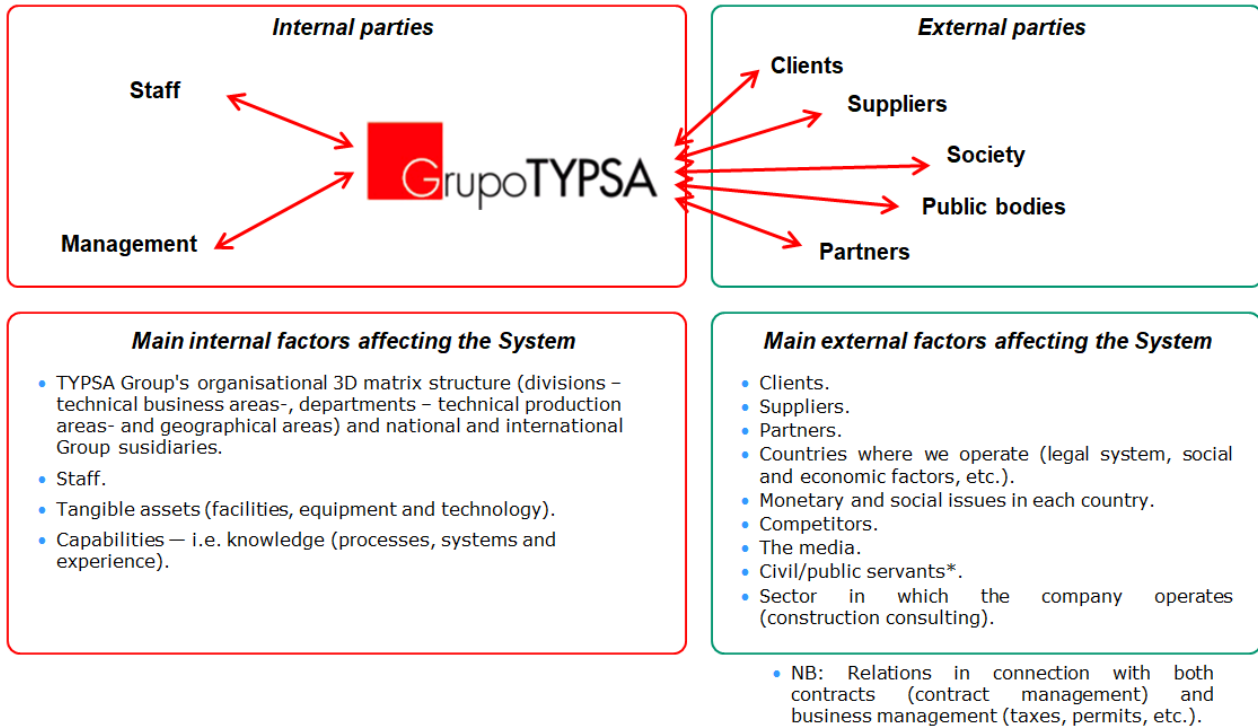 Internal parties
Staff
GrupoTYPSA
Management
External parties
Clients
Suppliers
Society
Public bodies
Partners
Main internal factors affecting the System
• TYPSA Group's organisational 3D matrix structure (divisions –
technical business areas-, departments – technical production
areas- and geographical areas) and national and international
Group susidiaries.
• Staff.
• Tangible assets (facilities, equipment and technology).
• Capabilities — i.e. knowledge (processes, systems and
experience).
Main external factors affecting the System
• Clients.
• Suppliers.
• Partners.
• Countries where we operate (legal system, social
and economic factors, etc.).
• Monetary and social issues in each country.
• Competitors.
• The media.
• Civil/public servants*.
• Sector in which the company operates
(construction consulting).
• NB: Relations in connection with both
contracts (contract management) and
business management (taxes, permits, etc.).